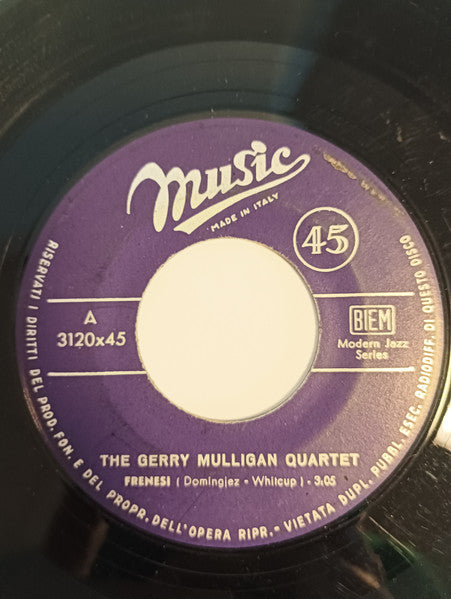 Music
MADE IN ITALY
45
A
3120x45
BIEM
Modern Jazz
Series
THE GERRY MULLIGAN QUARTET
FRENESI (Domingjez - Whilcup) - 3,05
RISERVATI I DIRITTI DEL PROD. FON. E DEL PROPR. DELL'OPERA RIPR. - VIETATA DUPL. PUBBL. ESEC. RADIODIFF. DI QUESTO DISCO